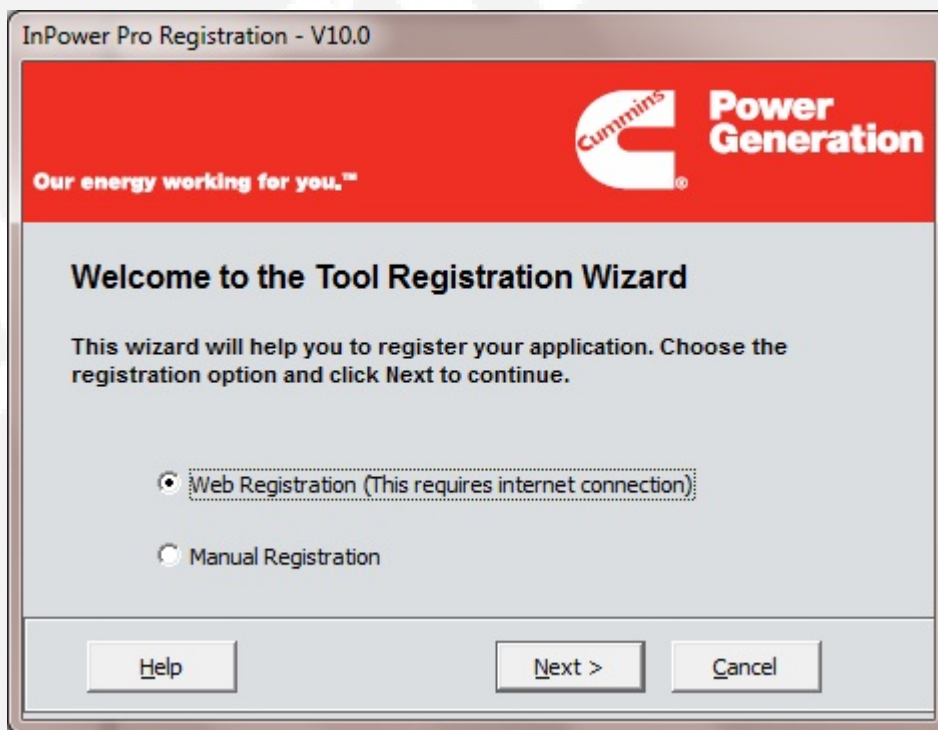 InPower Pro Registration - V10.0
Cummins
Power
Generation
®
Our energy working for you.™
Welcome to the Tool Registration Wizard
This wizard will help you to register your application. Choose the
registration option and click Next to continue.
Web Registration (This requires internet connection)
Manual Registration
Help
Next >
Cancel